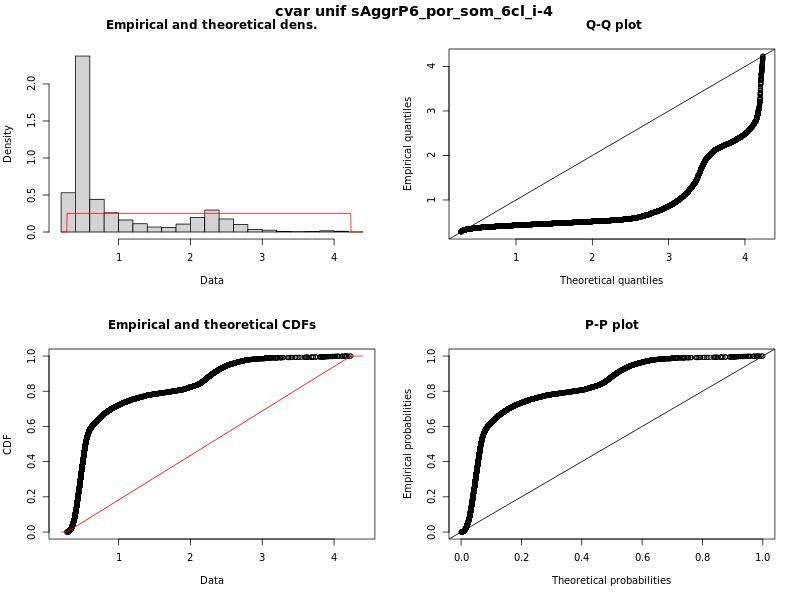 cvar unif sAggrP6_por_som_6cl_i-4
Empirical and theoretical dens.
Density
0.0 0.5 1.0 1.5 2.0
1 2 3 4
Data
Q-Q plot
Empirical quantiles
1 2 3 4
1 2 3 4
Theoretical quantiles
Empirical and theoretical CDFs
CDF
0.0 0.2 0.4 0.6 0.8 1.0
1 2 3 4
Data
P-P plot
Empirical probabilities
0.0 0.2 0.4 0.6 0.8 1.0
0.0 0.2 0.4 0.6 0.8 1.0
Theoretical probabilities